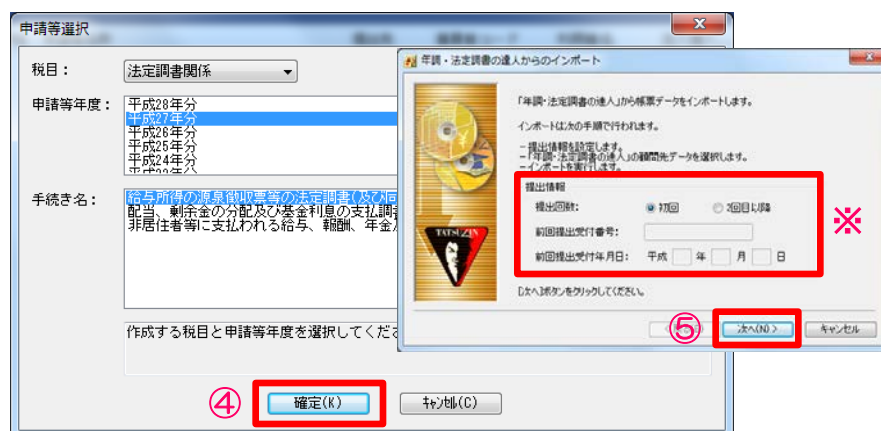 申請等選択
税目：
法定調書関係
申請等年度：
平成28年分
平成27年分
平成26年分
平成25年分
平成24年分
手続き名：
給与所得の源泉徴収票等の法定調書(及び同
配当、剰余金の分配及び基金利息の支払調書
非居住者等に支払われる給与、報酬、年金及
作成する税目と申請等年度を選択してくださ
④
確定(K)
ｷｬﾝｾﾙ(C)
年調・法定調書の達人からのインポート
「年調・法定調書の達人」から帳票データをインポートします。
インポートは次の手順で行われます。
- 提出情報を設定します。
- 「年調・法定調書の達人」の顧問先データを選択します。
- インポートを実行します。
提出情報
提出回数：
初回
2回目以降
前回提出受付番号：
前回提出受付年月日：
平成 年 月 日
[次へ]ボタンをクリックしてください。
TATSUZIN
※
⑤
次へ(N) >
キャンセル